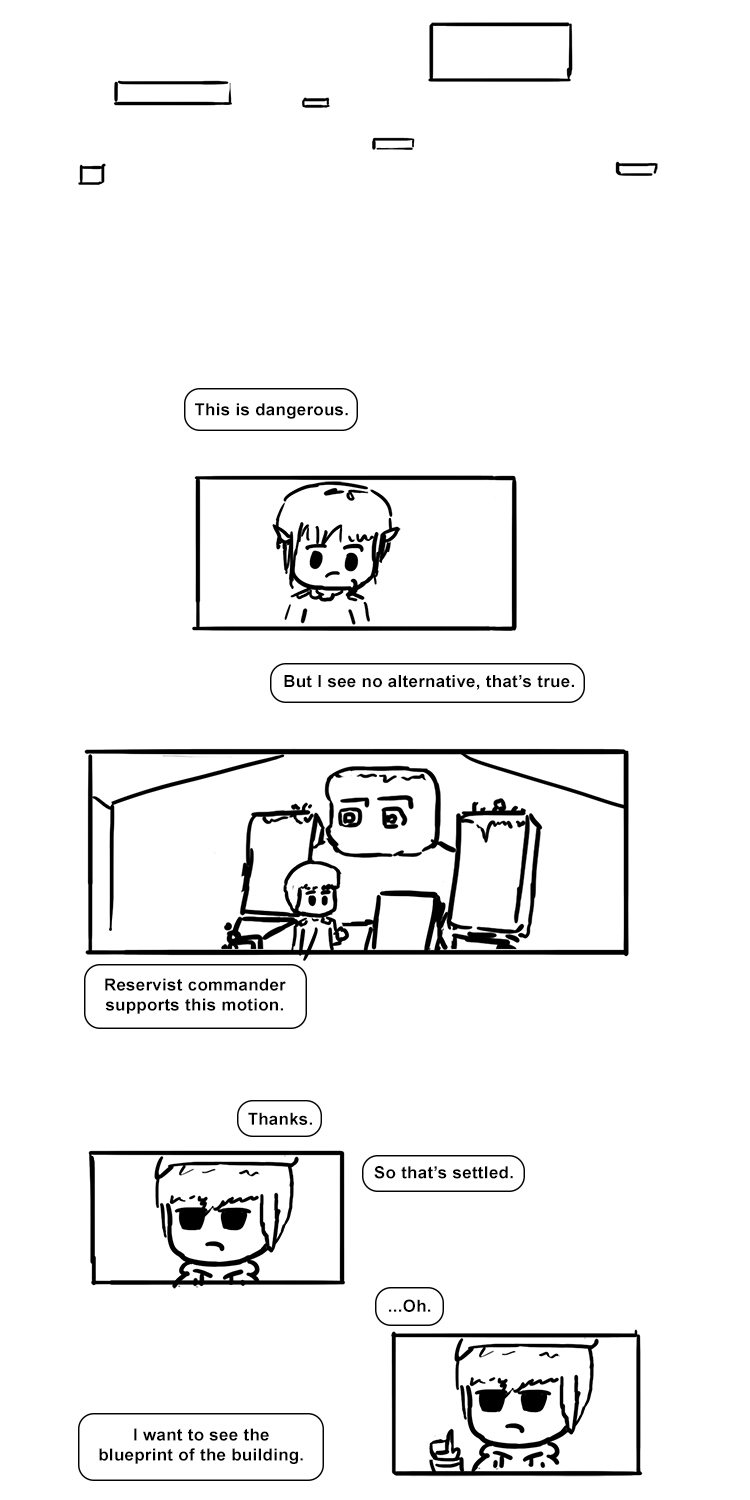 This is dangerous.
But I see no alternative, that’s true.
Reservist commander
supports this motion.
Thanks.
So that’s settled.
...Oh.
I want to see the
blueprint of the building.